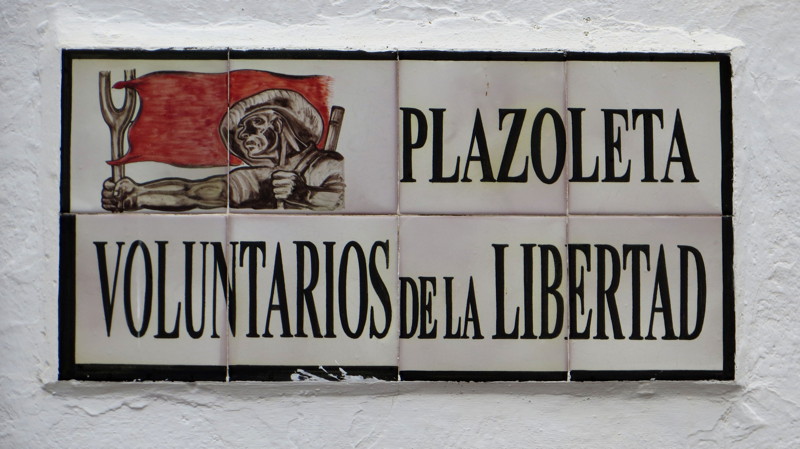 PLAZOLETA
VOLUNTARIOS DE LA LIBERTAD